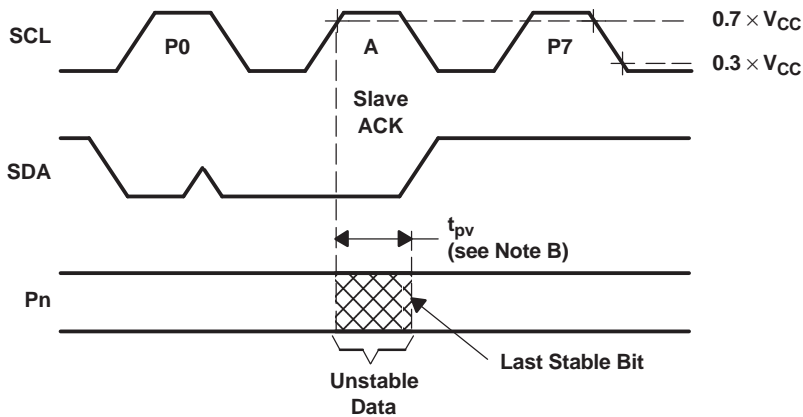 SCL
P0
A
P7
0.7 × VCC
0.3 × VCC
Slave
ACK
SDA
tpv
(see Note B)
Pn
Last Stable Bit
Unstable
Data